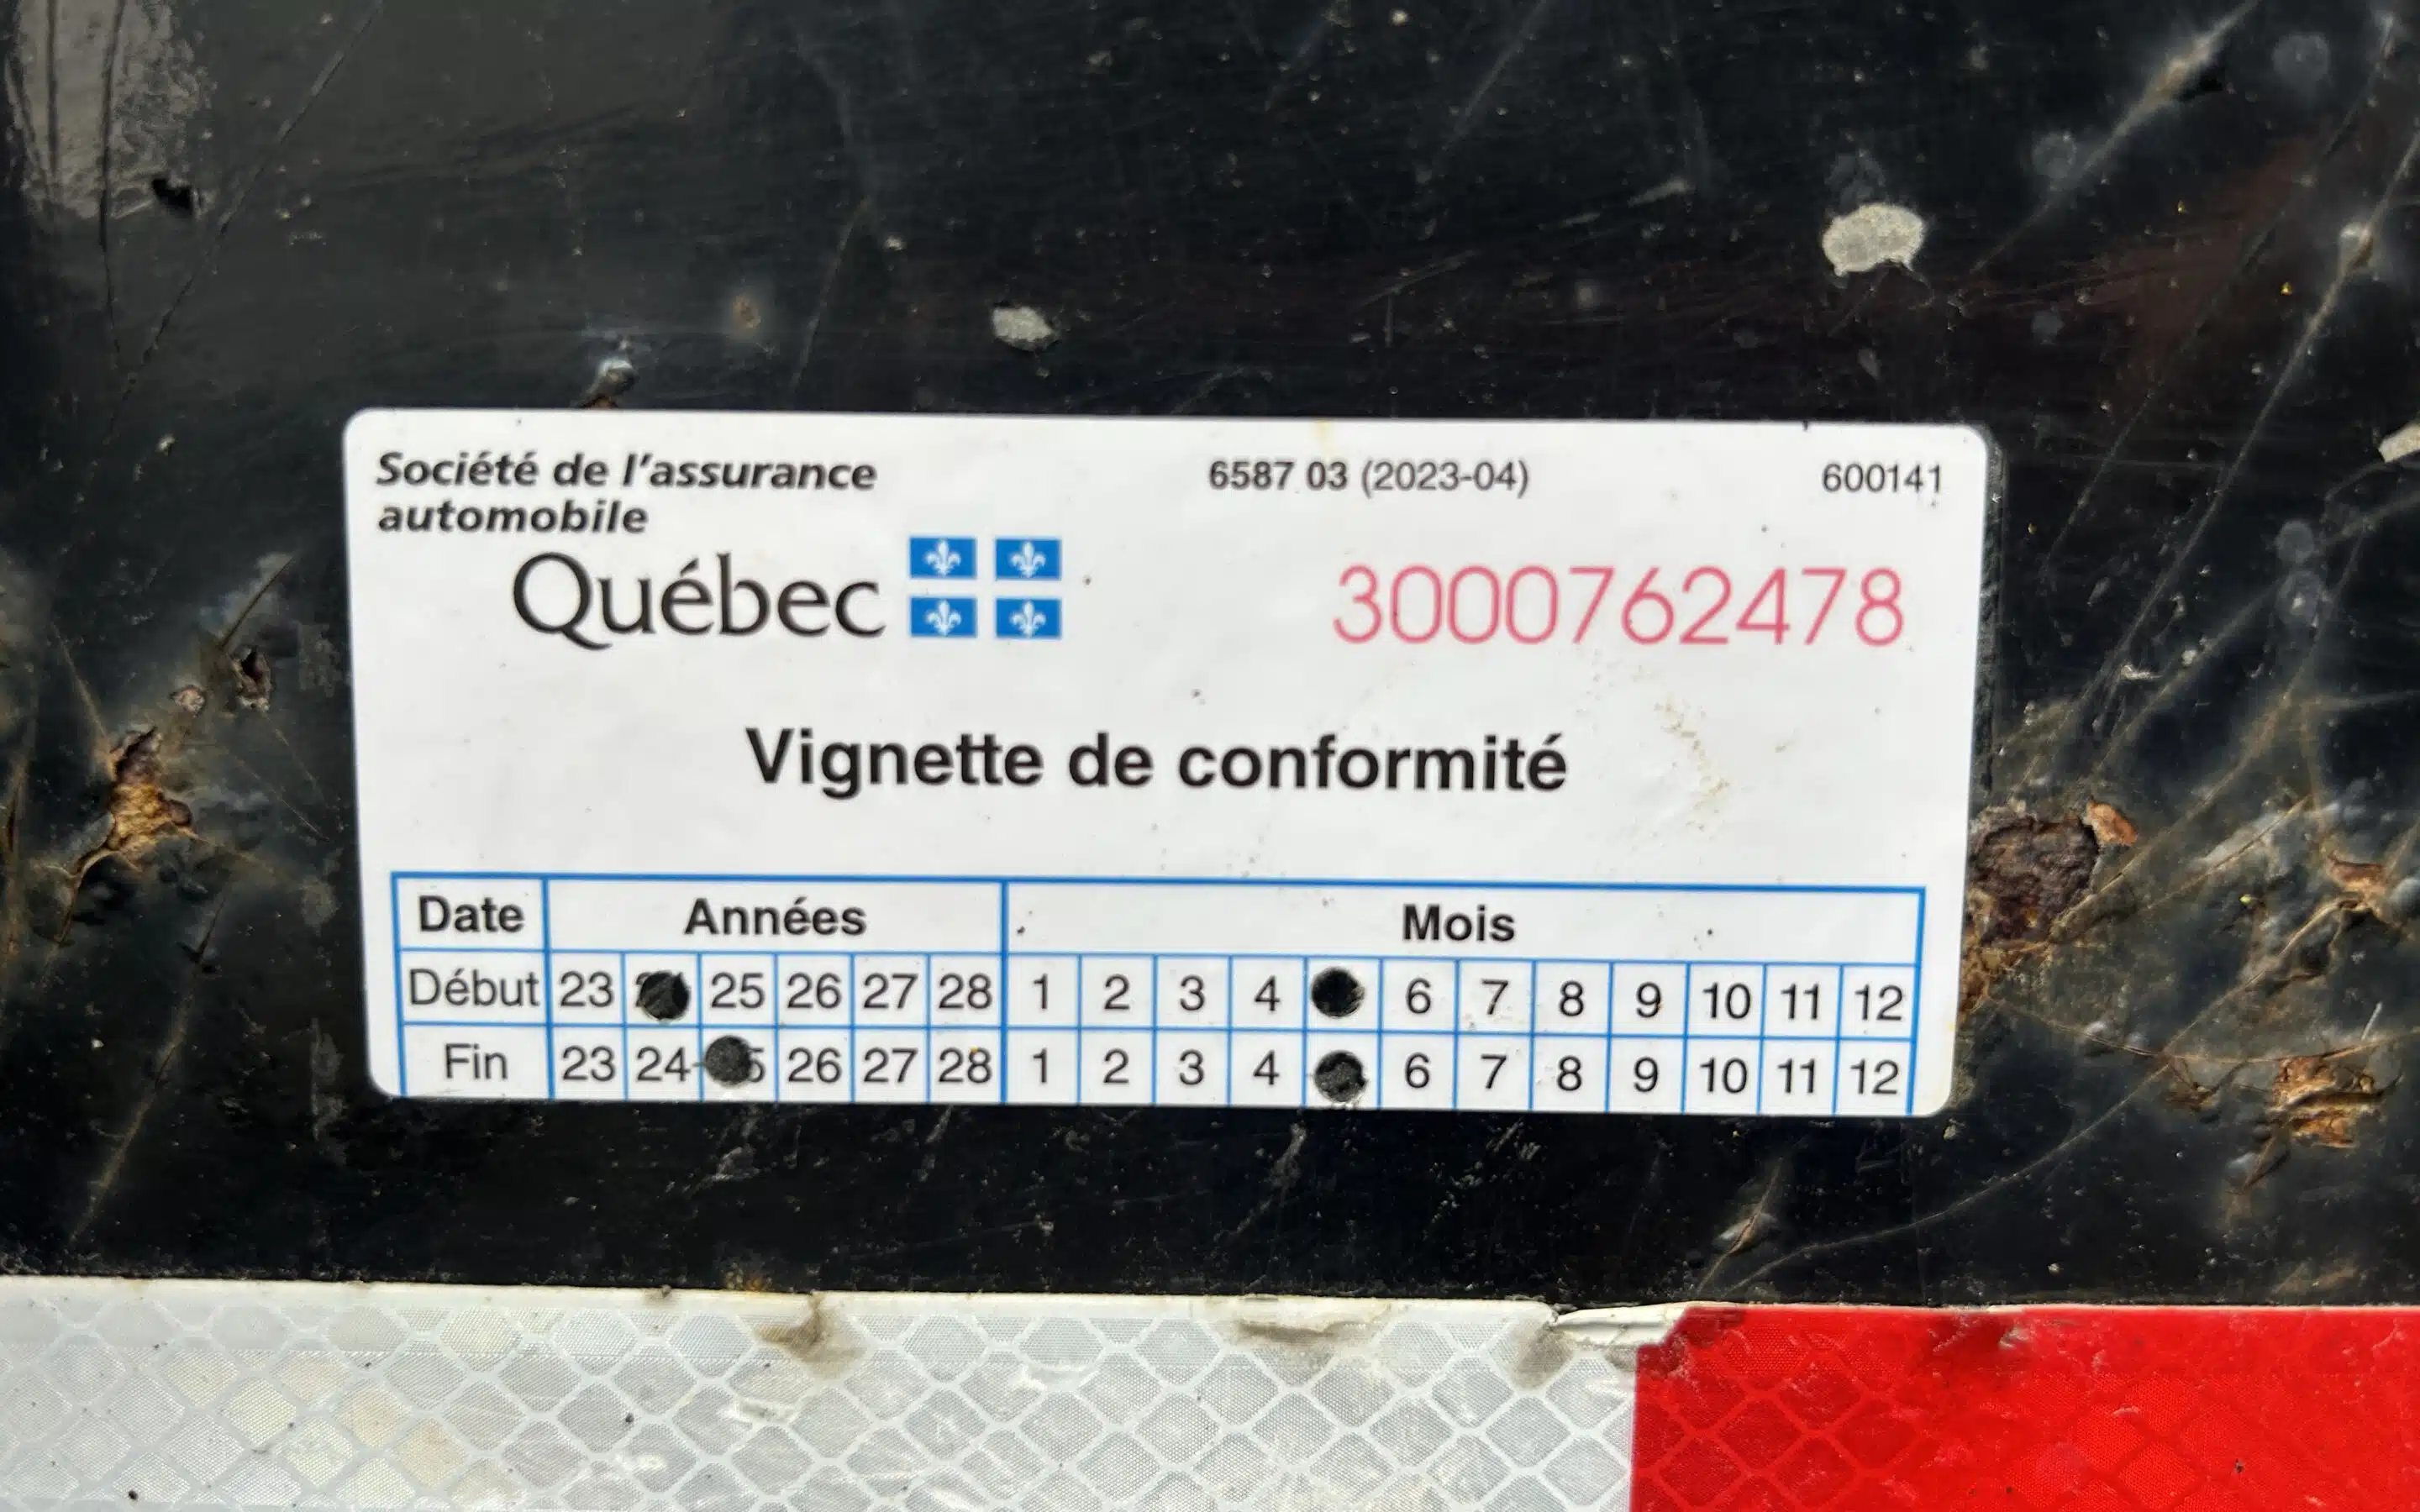 Société de l'assurance
automobile
Québec
6587 03 (2023-04)
600141
3000762478
Vignette de conformité
Date Années Mois
Début 23 25 26 27 28 1 2 3 4 6 7 8 9 10 11 12
Fin 23 24 26 27 28 1 2 3 4 6 7 8 9 10 11 12